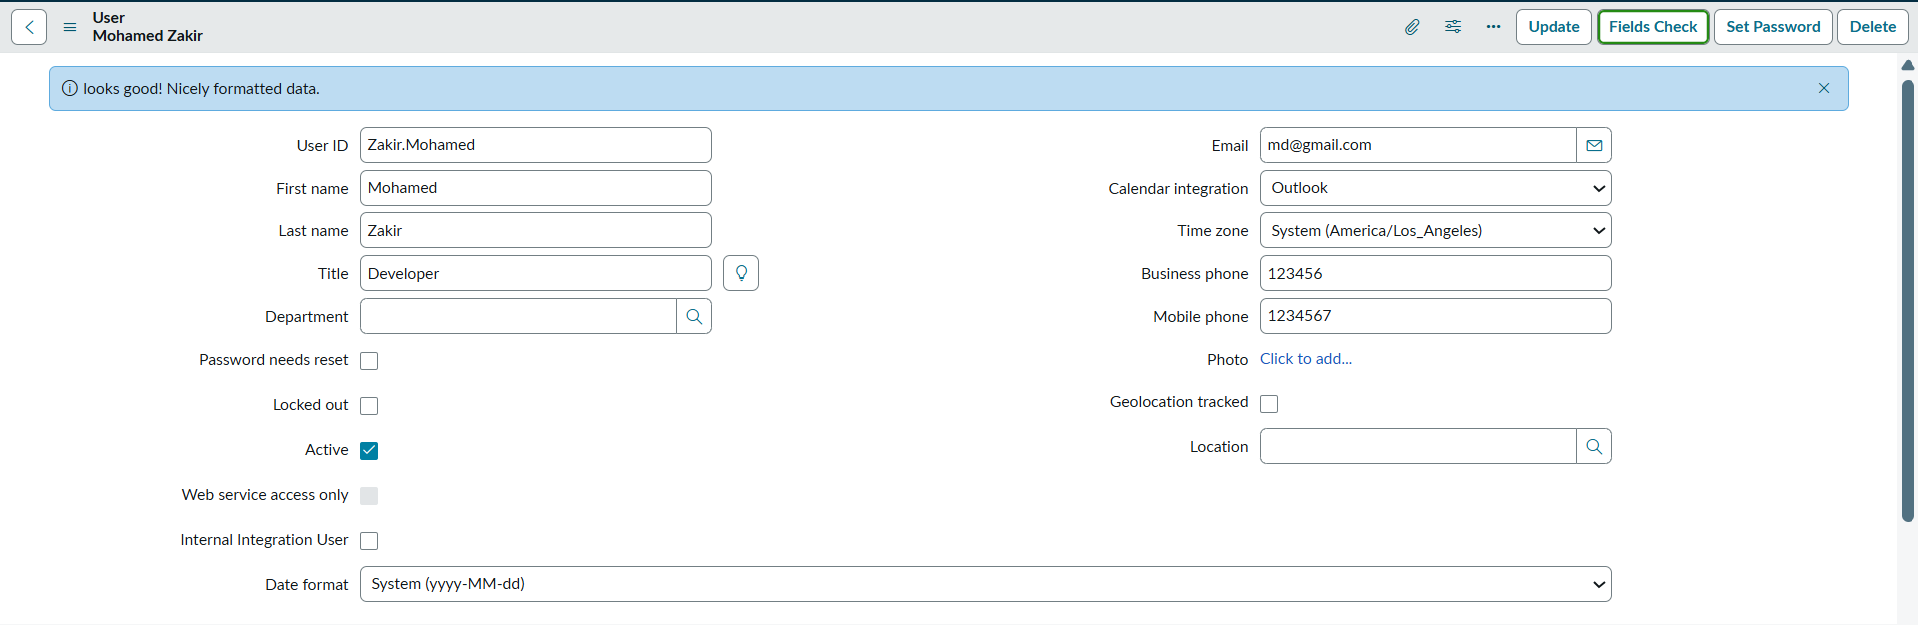 User
Mohamed Zakir
Update
Fields Check
Set Password
Delete
looks good! Nicely formatted data.
User ID Zakir.Mohamed
First name Mohamed
Last name Zakir
Title Developer
Department
Password needs reset
Locked out
Active
Web service access only
Internal Integration User
Email md@gmail.com
Calendar integration Outlook
Time zone System (America/Los_Angeles)
Business phone 123456
Mobile phone 1234567
Photo Click to add...
Geolocation tracked
Location
Date format System (yyyy-MM-dd)